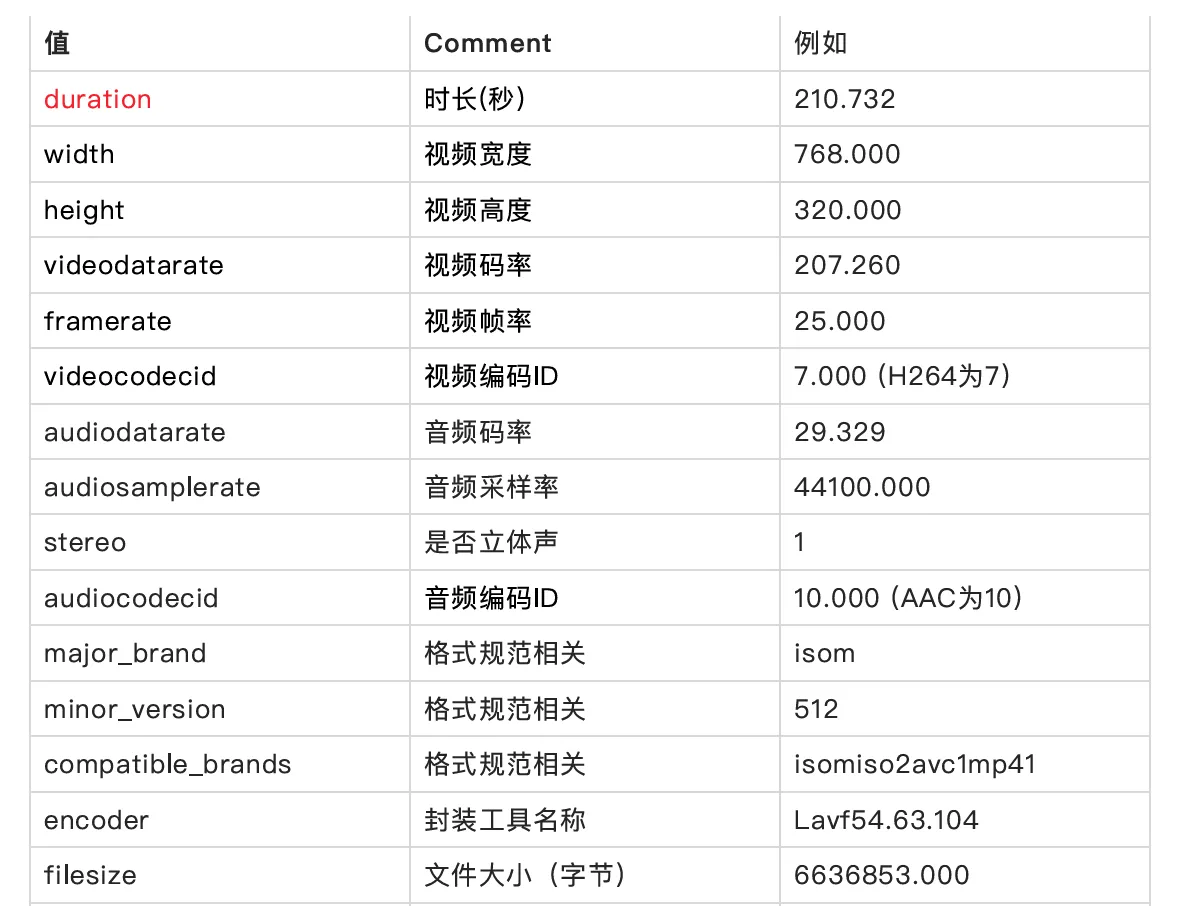 值 Comment 例如
duration 时长(秒) 210.732
width 视频宽度 768.000
height 视频高度 320.000
videodatarate 视频码率 207.260
framerate 视频帧率 25.000
videocodecid 视频编码ID 7.000 (H264为7)
audiodatarate 音频码率 29.329
audiosamplerate 音频采样率 44100.000
stereo 是否立体声 1
audiocodecid 音频编码ID 10.000 (AAC为10)
major_brand 格式规范相关 isom
minor_version 格式规范相关 512
compatible_brands 格式规范相关 isomiso2avc1mp41
encoder 封装工具名称 Lavf54.63.104
filesize 文件大小（字节） 6636853.000